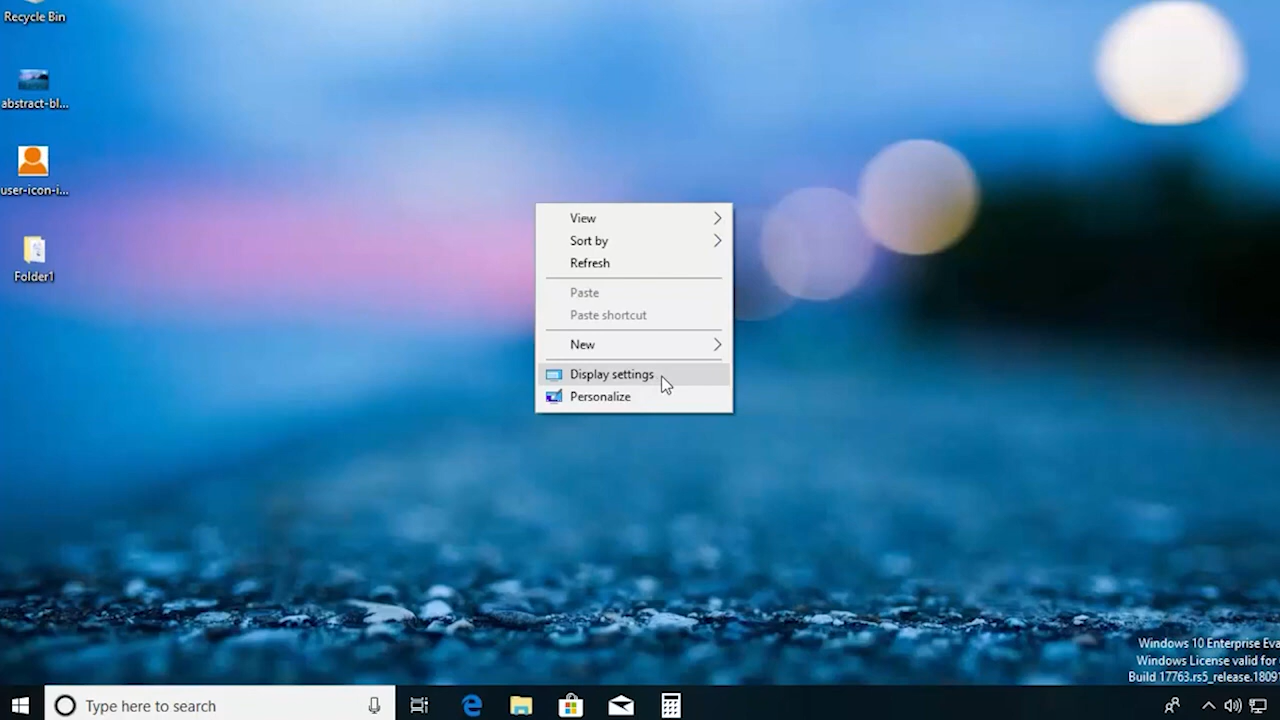 Recycle Bin
abstract-bl...
user-icon-i...
Folder1
View
Sort by
Refresh
Paste
Paste shortcut
New
Display settings
Personalize
Windows 10 Enterprise Eva
Windows License valid for
Build 17763.rs5_release.1809
Type here to search